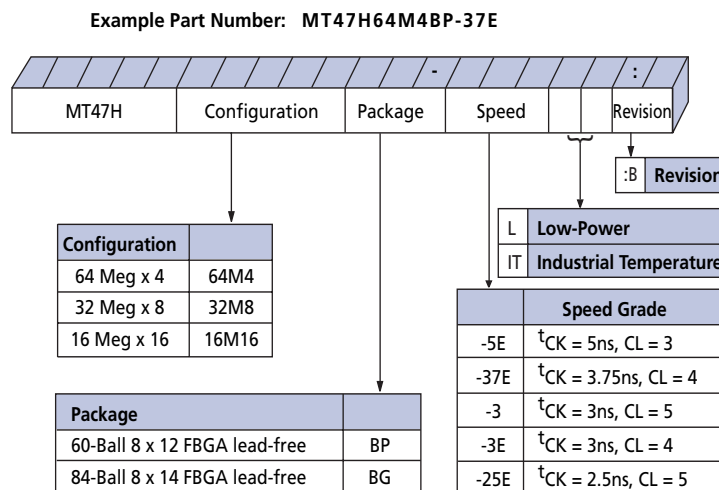 Example Part Number: MT47H64M4BP-37E
- :
MT47H Configuration Package Speed Revision
:B Revision
L Low-Power
IT Industrial Temperature
Configuration
64 Meg x 4 64M4
32 Meg x 8 32M8
16 Meg x 16 16M16
Speed Grade
-5E tCK = 5ns, CL = 3
-37E tCK = 3.75ns, CL = 4
-3 tCK = 3ns, CL = 5
-3E tCK = 3ns, CL = 4
-25E tCK = 2.5ns, CL = 5
Package
60-Ball 8 x 12 FBGA lead-free BP
84-Ball 8 x 14 FBGA lead-free BG